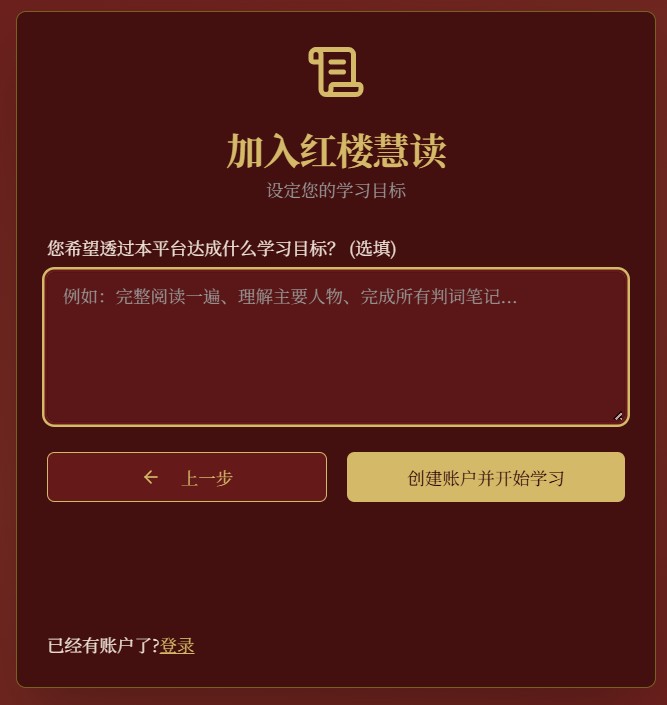 加入红楼慧读
设定您的学习目标
您希望透过本平台达成什么学习目标？ (选填)
例如：完整阅读一遍、理解主要人物、完成所有判词笔记...
上一步
创建账户并开始学习
已经有账户了?登录